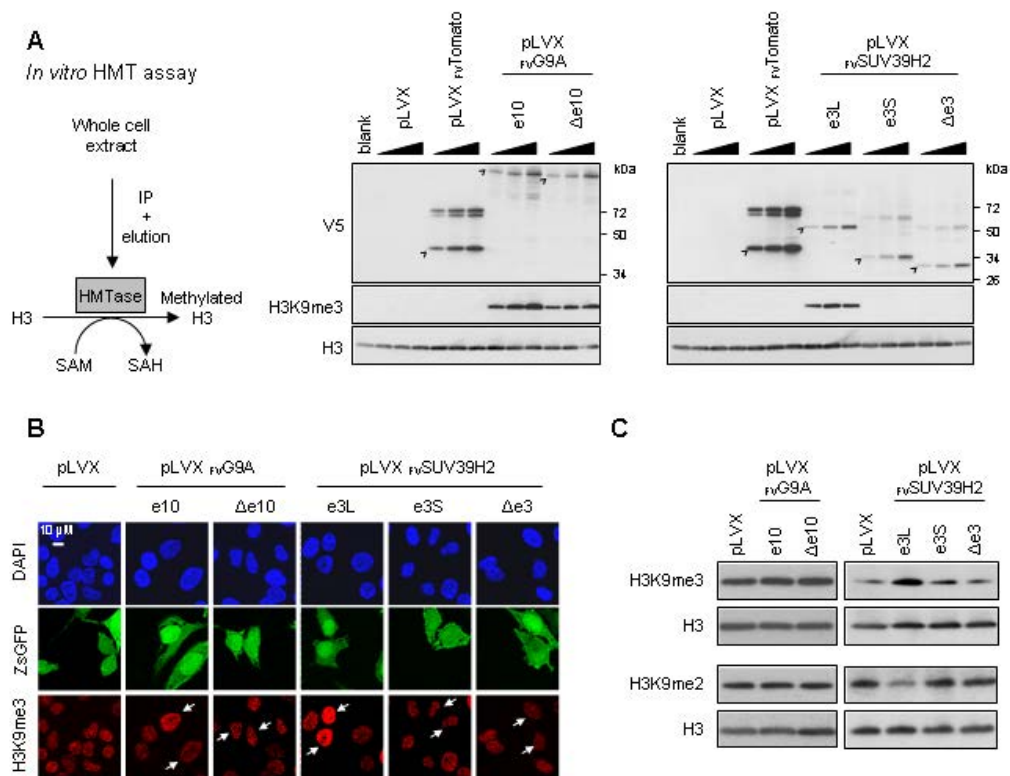 A
In vitro HMT assay
Whole cell
extract
IP
+
elution
HMTase
H3
Methylated
H3
SAM
SAH
blank
pLVX
pLVX FVTomato
pLVX
FVG9A
e10
Δe10
kDa
V5
72
50
34
H3K9me3
H3
blank
pLVX
pLVX FVTomato
pLVX
FVSUV39H2
e3L
e3S
Δe3
kDa
72
50
34
26
B
pLVX
pLVX FVG9A
pLVX FVSUV39H2
e10
Δe10
e3L
e3S
Δe3
10 µM
DAPI
ZsGFP
H3K9me3
C
pLVX
FVG9A
pLVX
FVSUV39H2
pLVX
e10
Δe10
pLVX
e3L
e3S
Δe3
H3K9me3
H3
H3K9me2
H3